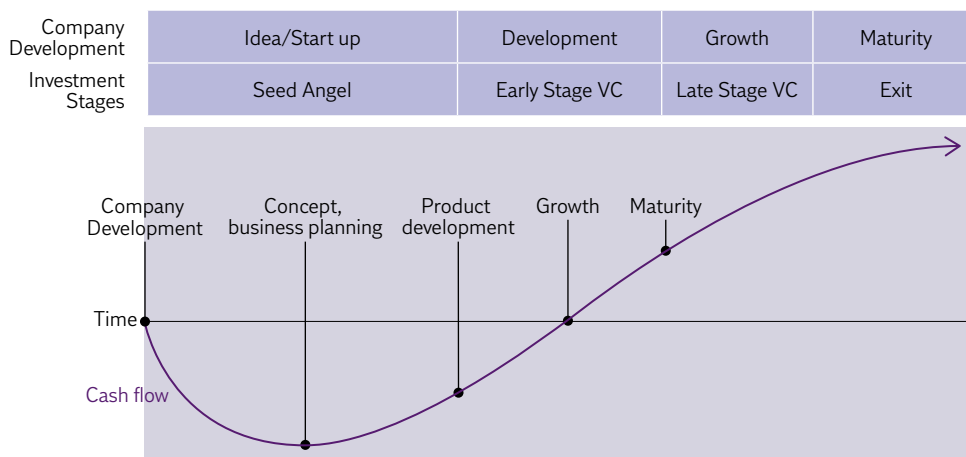 Company
Development
Idea/Start up
Development
Growth
Maturity
Investment
Stages
Seed Angel
Early Stage VC
Late Stage VC
Exit
Company
Development
Concept,
business planning
Product
development
Growth
Maturity
Time
Cash flow